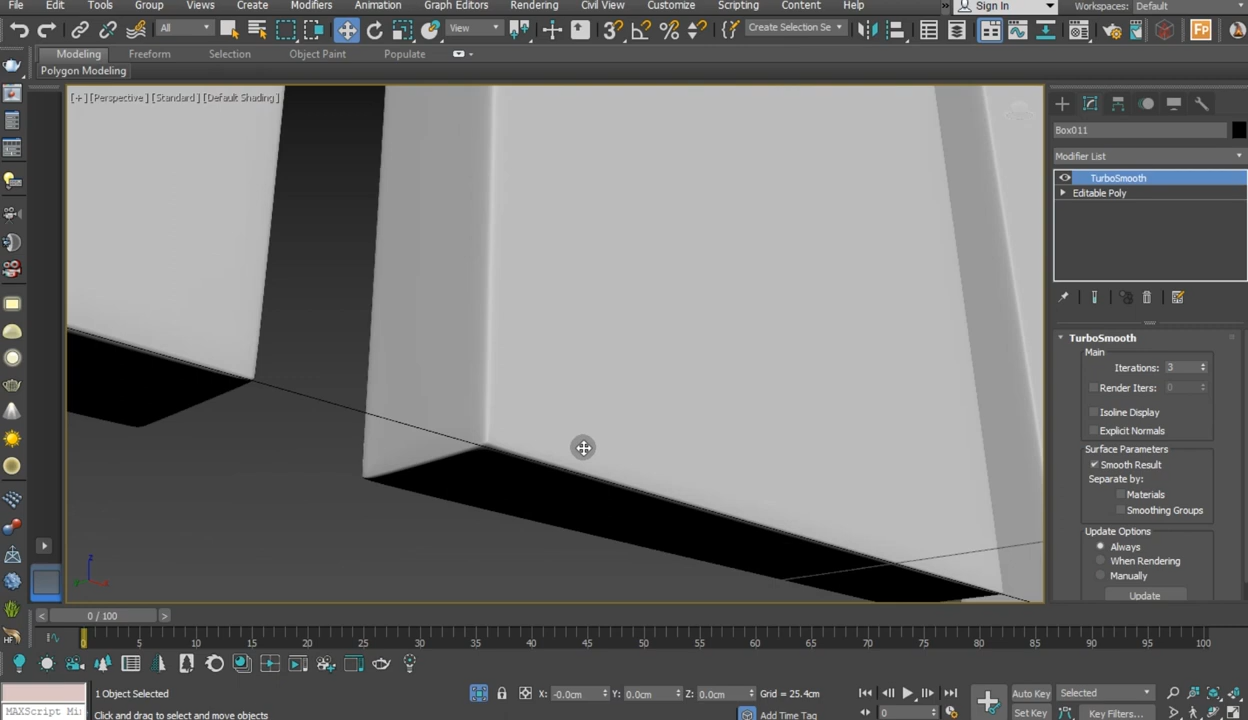 File Edit Tools Group Views Create Modifiers Animation Graph Editors Rendering Civil View Customize Scripting Content Help » Sign In Workspaces: Default
All View Create Selection Se
Modeling Freeform Selection Object Paint Populate
Polygon Modeling
[+] [Perspective] [Standard] [Default Shading]
Box011
Modifier List
TurboSmooth
Editable Poly
TurboSmooth
Main
Iterations: 3
Render Iters: 0
Isoline Display
Explicit Normals
Surface Parameters
Smooth Result
Separate by:
Materials
Smoothing Groups
Update Options
Always
When Rendering
Manually
Update
z
< 0 / 100 >
0 5 10 15 20 25 30 35 40 45 50 55 60 65 70 75 80 85 90 95 100
1 Object Selected X: -0.0cm Y: 0.0cm Z: 0.0cm Grid = 25.4cm Auto Key Selected
MAXScript Mi Click and drag to select and move objects Add Time Tag 0 Set Key Key Filters...